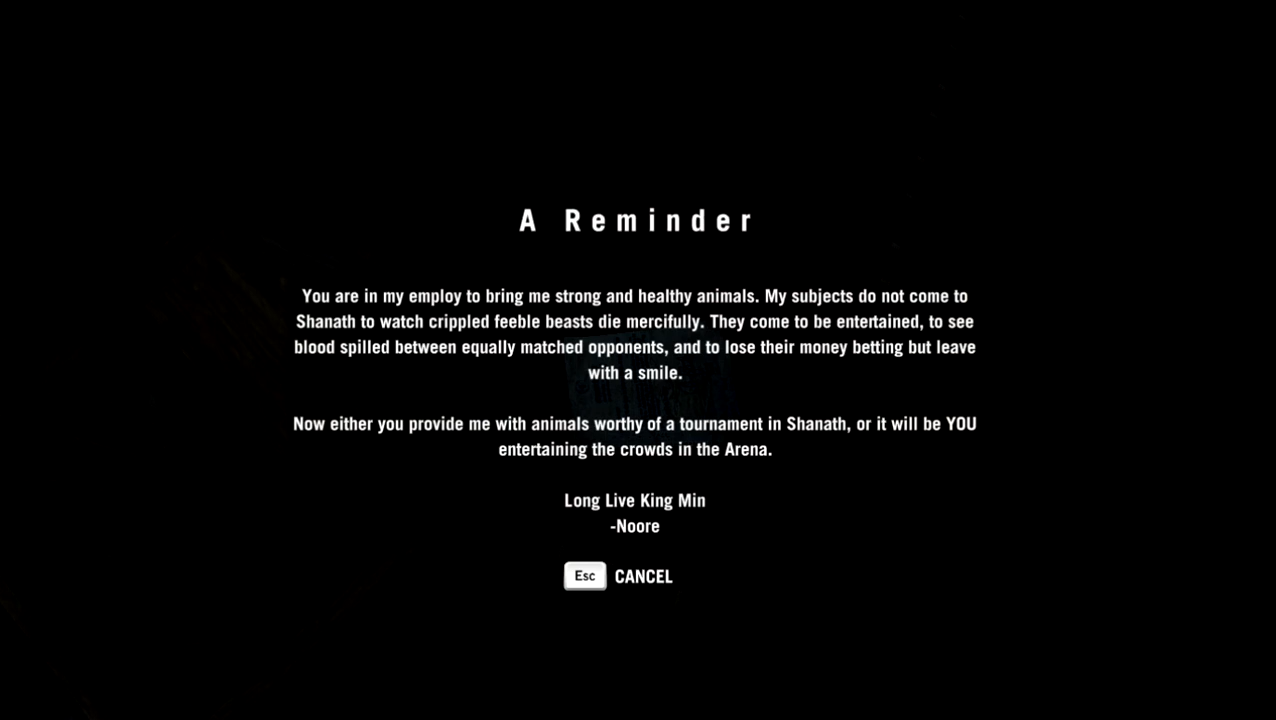 A Reminder
You are in my employ to bring me strong and healthy animals. My subjects do not come to
Shanath to watch crippled feeble beasts die mercifully. They come to be entertained, to see
blood spilled between equally matched opponents, and to lose their money betting but leave
with a smile.
Now either you provide me with animals worthy of a tournament in Shanath, or it will be YOU
entertaining the crowds in the Arena.
Long Live King Min
-Noore
Esc CANCEL